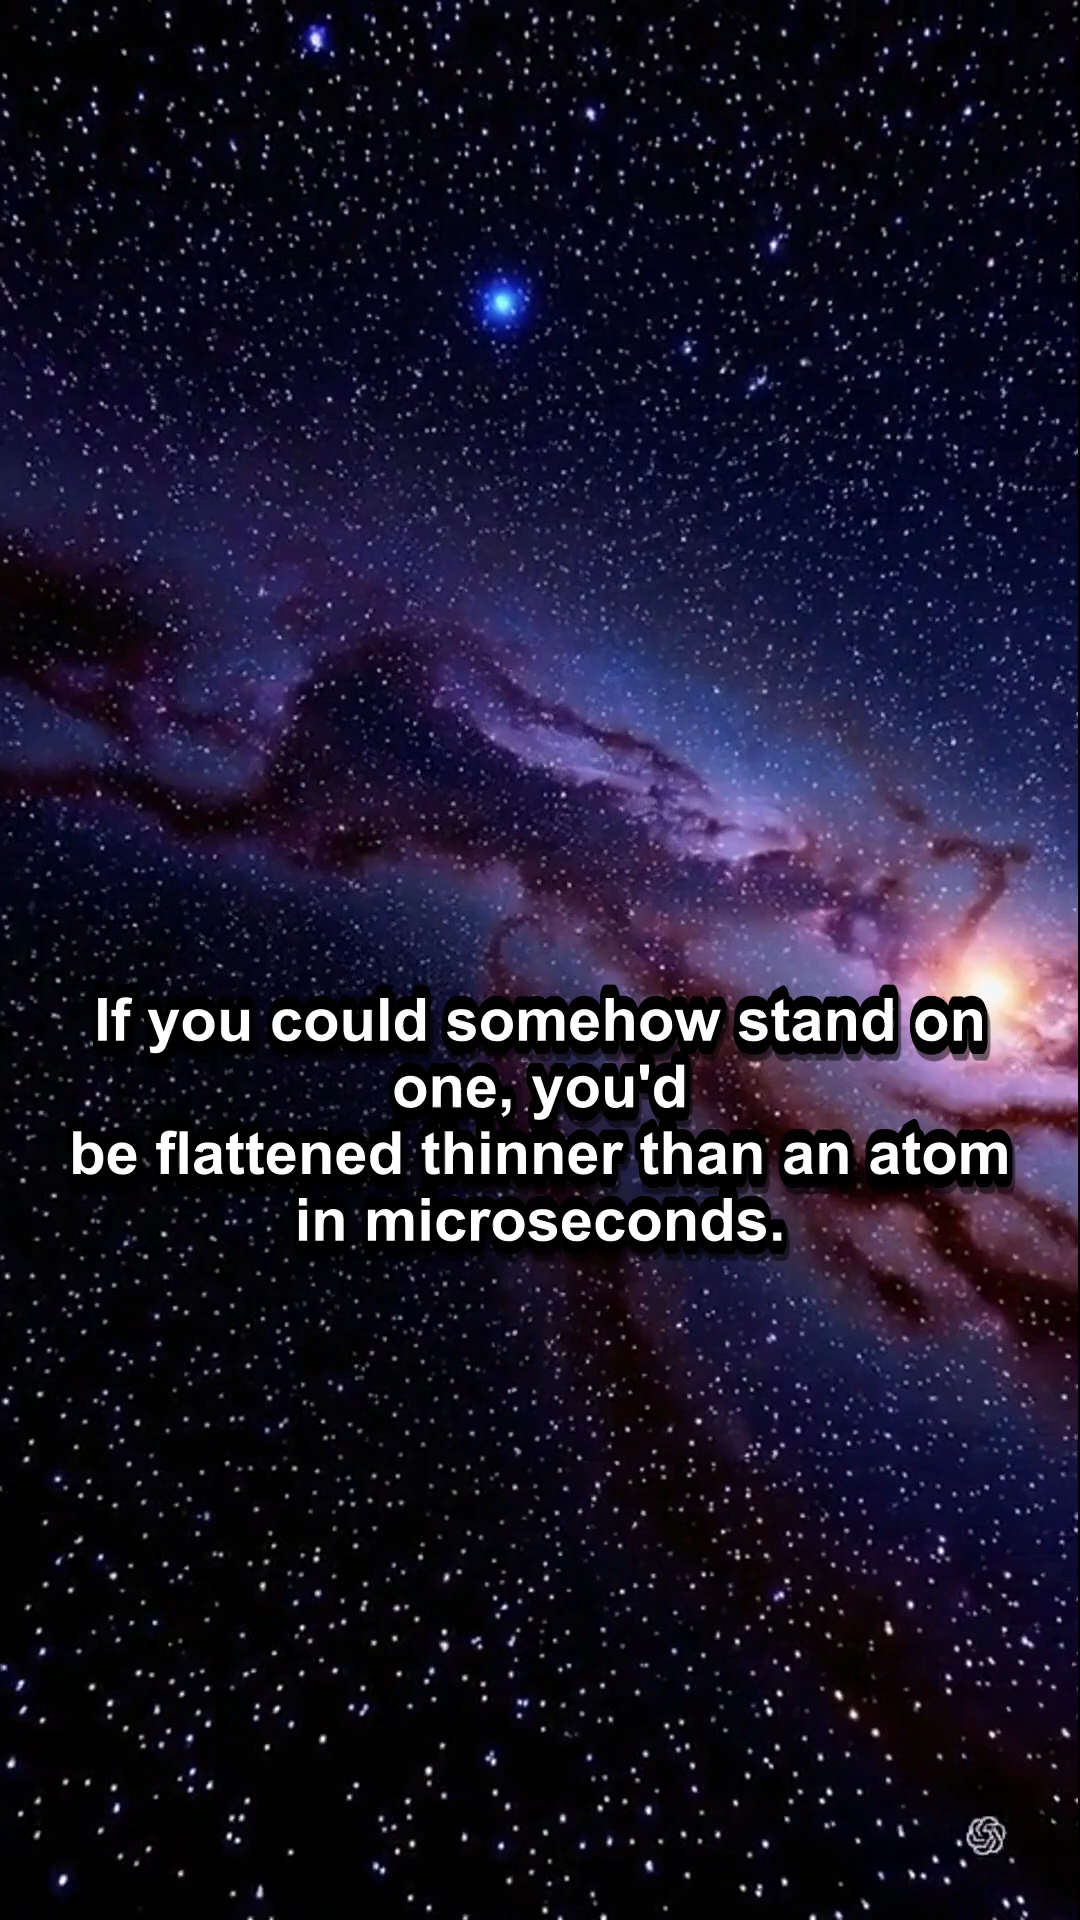 If you could somehow stand on
one, you'd
be flattened thinner than an atom
in microseconds.